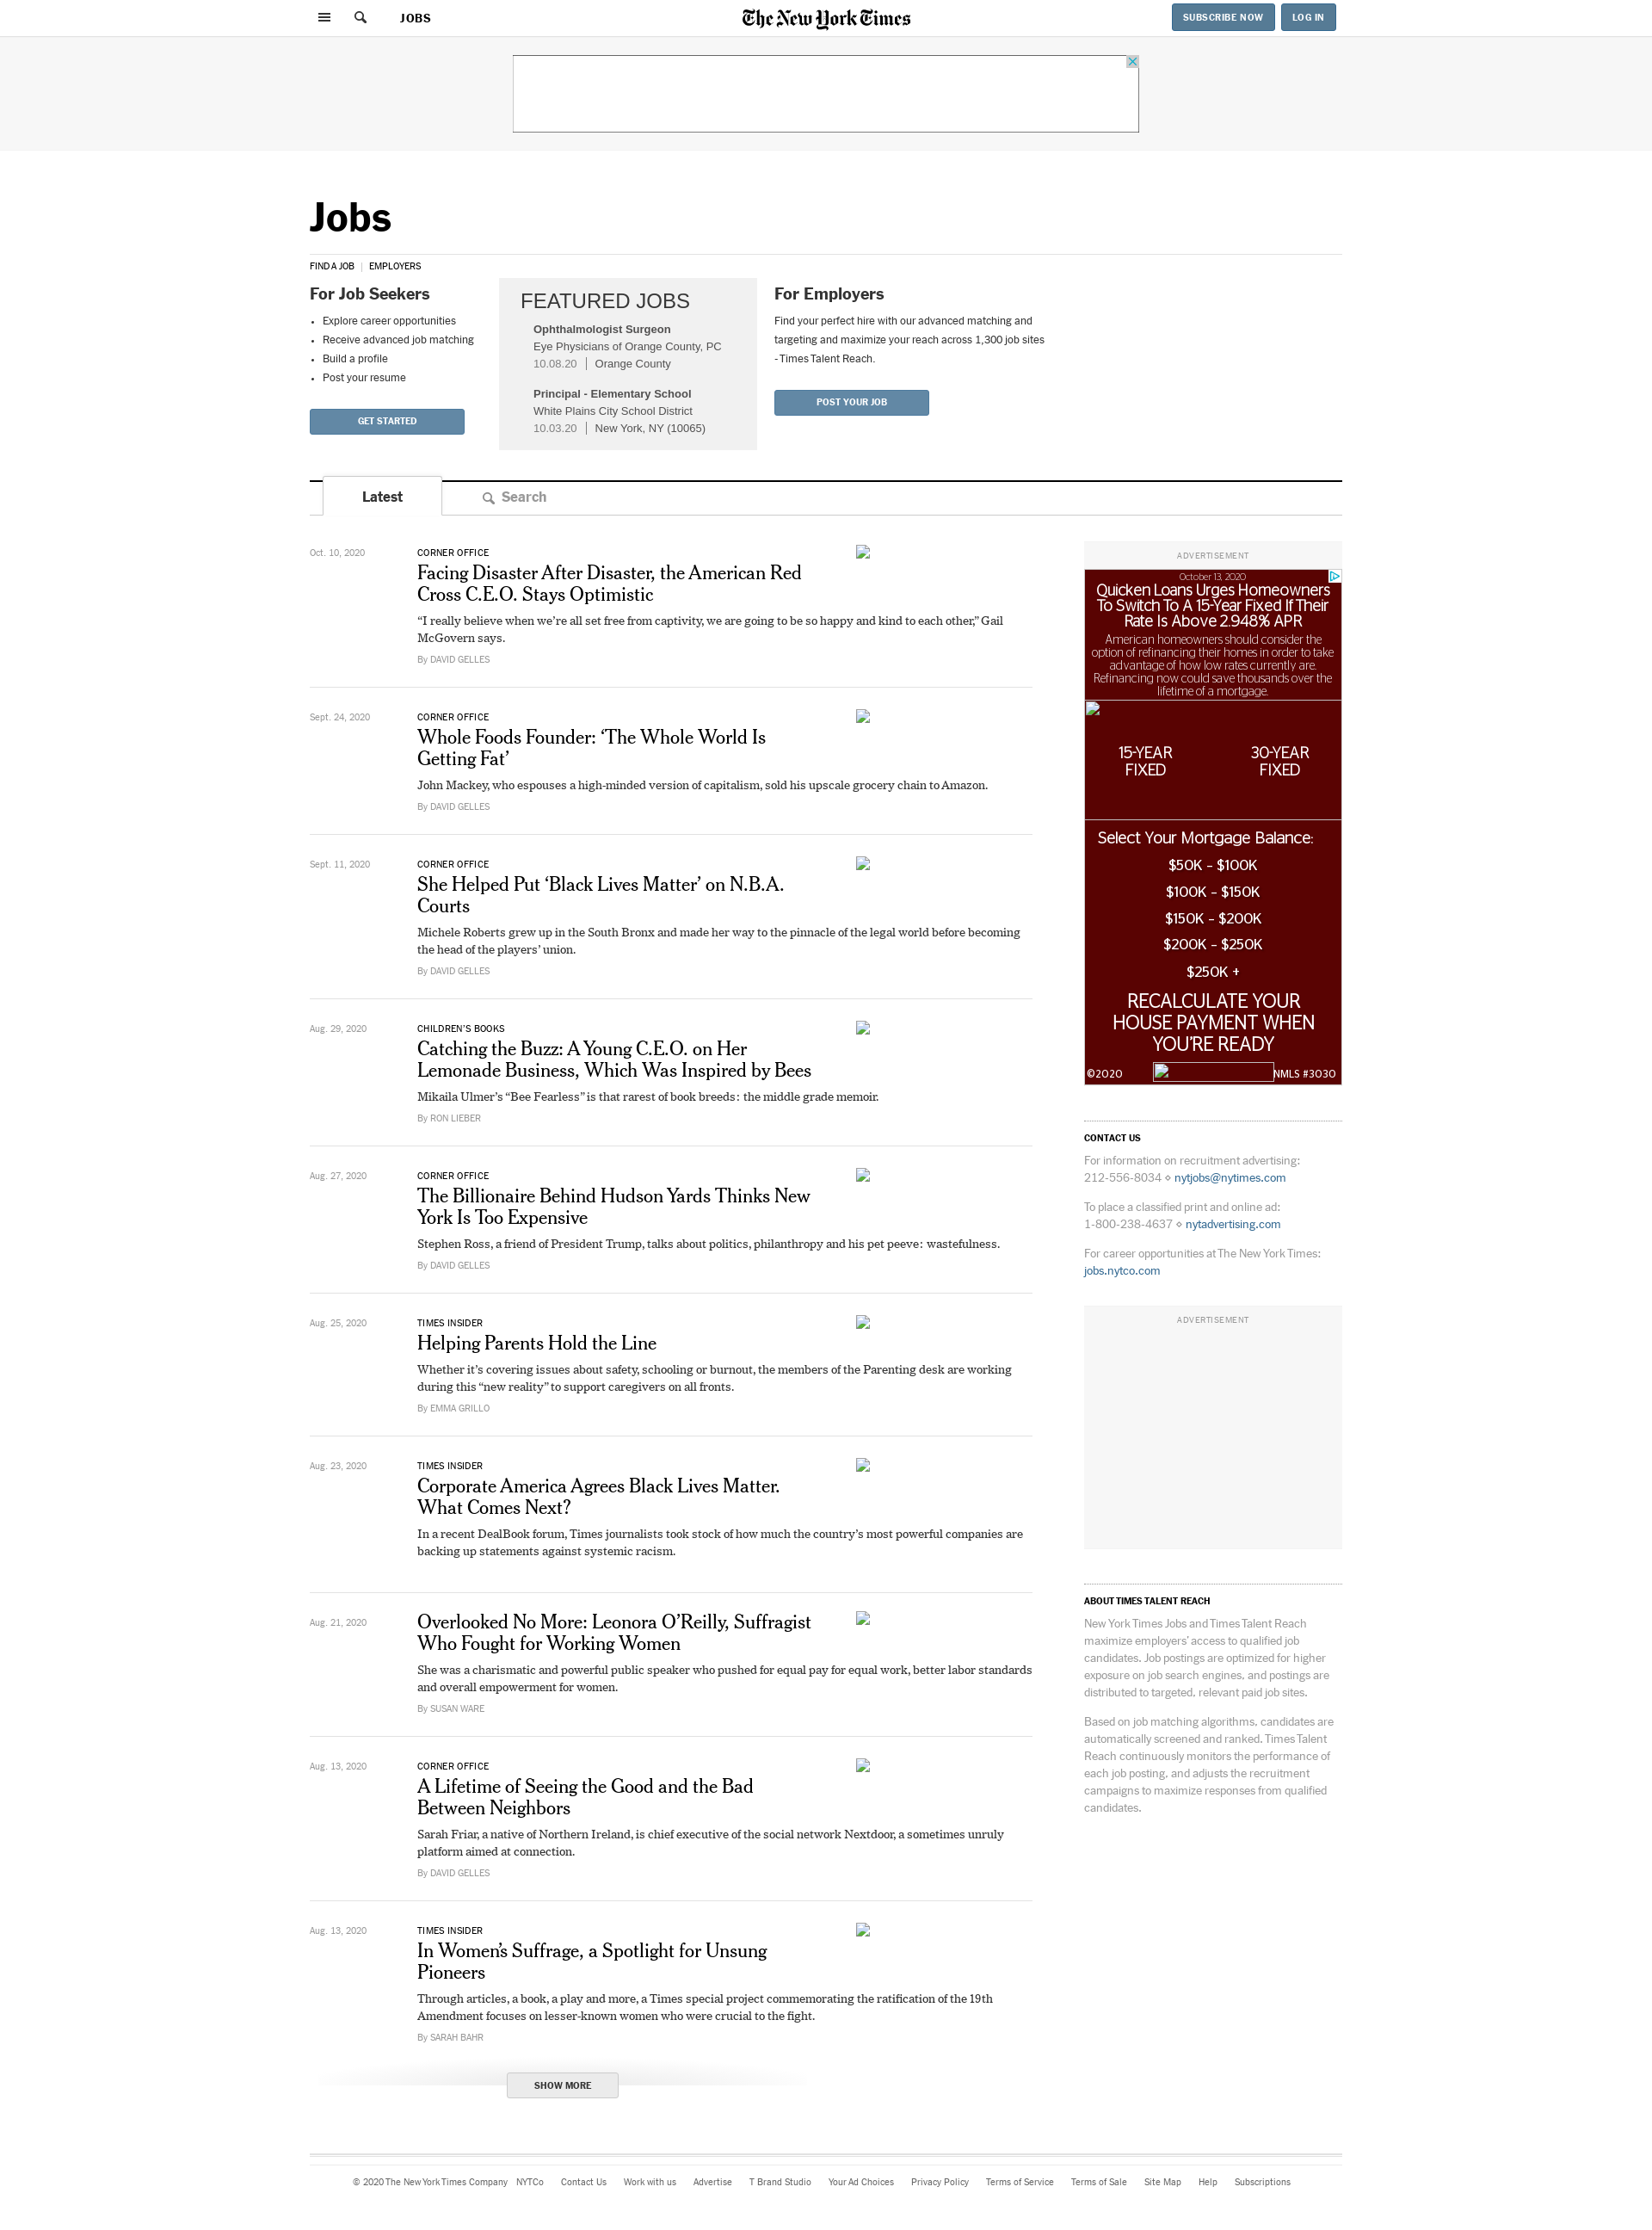 JOBS
The New York Times
SUBSCRIBE NOW
LOG IN
Jobs
FIND A JOB | EMPLOYERS
For Job Seekers
• Explore career opportunities
• Receive advanced job matching
• Build a profile
• Post your resume
GET STARTED
FEATURED JOBS
Ophthalmologist Surgeon
Eye Physicians of Orange County, PC
10.08.20 | Orange County
Principal - Elementary School
White Plains City School District
10.03.20 | New York, NY (10065)
For Employers
Find your perfect hire with our advanced matching and
targeting and maximize your reach across 1,300 job sites
- Times Talent Reach.
POST YOUR JOB
Latest
Search
Oct. 10, 2020
CORNER OFFICE
Facing Disaster After Disaster, the American Red
Cross C.E.O. Stays Optimistic
“I really believe when we’re all set free from captivity, we are going to be so happy and kind to each other,” Gail
McGovern says.
By DAVID GELLES
Sept. 24, 2020
CORNER OFFICE
Whole Foods Founder: ‘The Whole World Is
Getting Fat’
John Mackey, who espouses a high-minded version of capitalism, sold his upscale grocery chain to Amazon.
By DAVID GELLES
Sept. 11, 2020
CORNER OFFICE
She Helped Put ‘Black Lives Matter’ on N.B.A.
Courts
Michele Roberts grew up in the South Bronx and made her way to the pinnacle of the legal world before becoming
the head of the players’ union.
By DAVID GELLES
Aug. 29, 2020
CHILDREN’S BOOKS
Catching the Buzz: A Young C.E.O. on Her
Lemonade Business, Which Was Inspired by Bees
Mikaila Ulmer’s “Bee Fearless” is that rarest of book breeds: the middle grade memoir.
By RON LIEBER
Aug. 27, 2020
CORNER OFFICE
The Billionaire Behind Hudson Yards Thinks New
York Is Too Expensive
Stephen Ross, a friend of President Trump, talks about politics, philanthropy and his pet peeve: wastefulness.
By DAVID GELLES
Aug. 25, 2020
TIMES INSIDER
Helping Parents Hold the Line
Whether it’s covering issues about safety, schooling or burnout, the members of the Parenting desk are working
during this “new reality” to support caregivers on all fronts.
By EMMA GRILLO
Aug. 23, 2020
TIMES INSIDER
Corporate America Agrees Black Lives Matter.
What Comes Next?
In a recent DealBook forum, Times journalists took stock of how much the country’s most powerful companies are
backing up statements against systemic racism.
Aug. 21, 2020
Overlooked No More: Leonora O’Reilly, Suffragist
Who Fought for Working Women
She was a charismatic and powerful public speaker who pushed for equal pay for equal work, better labor standards
and overall empowerment for women.
By SUSAN WARE
Aug. 13, 2020
CORNER OFFICE
A Lifetime of Seeing the Good and the Bad
Between Neighbors
Sarah Friar, a native of Northern Ireland, is chief executive of the social network Nextdoor, a sometimes unruly
platform aimed at connection.
By DAVID GELLES
Aug. 13, 2020
TIMES INSIDER
In Women’s Suffrage, a Spotlight for Unsung
Pioneers
Through articles, a book, a play and more, a Times special project commemorating the ratification of the 19th
Amendment focuses on lesser-known women who were crucial to the fight.
By SARAH BAHR
SHOW MORE
ADVERTISEMENT
October 13, 2020
Quicken Loans Urges Homeowners
To Switch To A 15-Year Fixed If Their
Rate Is Above 2.948% APR
American homeowners should consider the
option of refinancing their homes in order to take
advantage of how low rates currently are.
Refinancing now could save thousands over the
lifetime of a mortgage.
15-YEAR
FIXED
30-YEAR
FIXED
Select Your Mortgage Balance:
$50K - $100K
$100K - $150K
$150K - $200K
$200K - $250K
$250K +
RECALCULATE YOUR
HOUSE PAYMENT WHEN
YOU’RE READY
©2020
NMLS #3030
CONTACT US
For information on recruitment advertising:
212-556-8034 ⋄ nytjobs@nytimes.com
To place a classified print and online ad:
1-800-238-4637 ⋄ nytadvertising.com
For career opportunities at The New York Times:
jobs.nytco.com
ADVERTISEMENT
ABOUT TIMES TALENT REACH
New York Times Jobs and Times Talent Reach
maximize employers’ access to qualified job
candidates. Job postings are optimized for higher
exposure on job search engines, and postings are
distributed to targeted, relevant paid job sites.
Based on job matching algorithms, candidates are
automatically screened and ranked. Times Talent
Reach continuously monitors the performance of
each job posting, and adjusts the recruitment
campaigns to maximize responses from qualified
candidates.
© 2020 The New York Times Company NYTCo Contact Us Work with us Advertise T Brand Studio Your Ad Choices Privacy Policy Terms of Service Terms of Sale Site Map Help Subscriptions